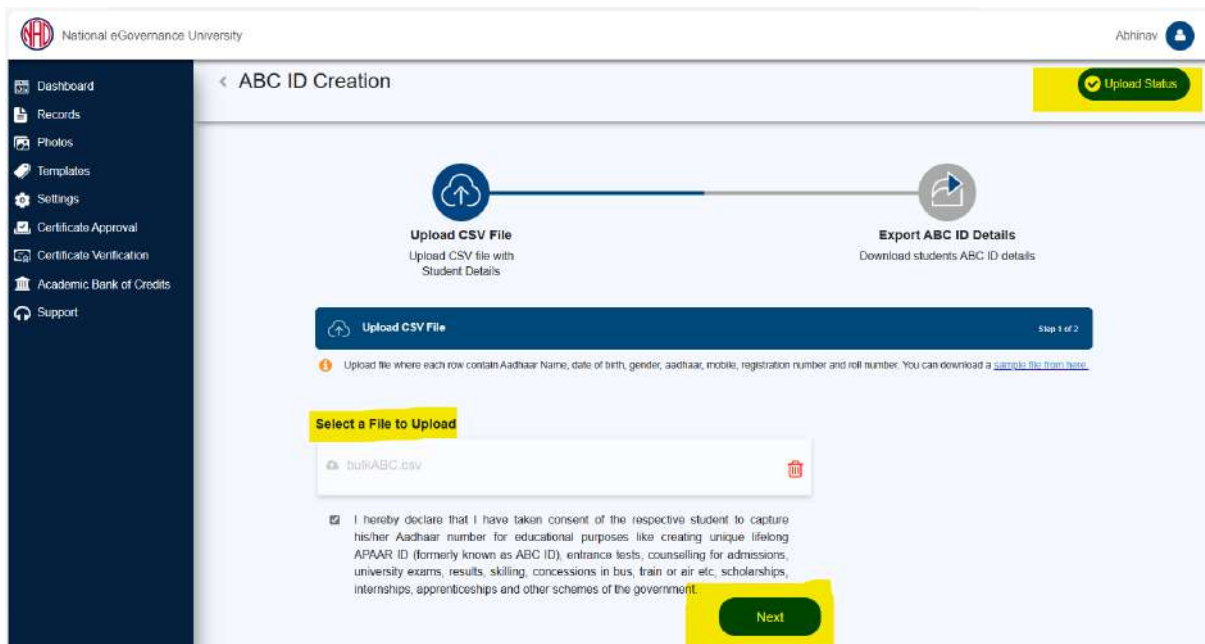 NAD
National eGovernance University
Abhinav
Dashboard
Records
Photos
Templates
Settings
Certificate Approval
Certificate Verification
Academic Bank of Credits
Support
< ABC ID Creation
Upload Status
Upload CSV File
Upload CSV file with
Student Details
Export ABC ID Details
Download students ABC ID details
Upload CSV File
Step 1 of 2
Upload file where each row contain Aadhaar Name, date of birth, gender, aadhaar, mobile, registration number and roll number. You can download a sample file from here.
Select a File to Upload
bulkABC.csv
I hereby declare that I have taken consent of the respective student to capture
his/her Aadhaar number for educational purposes like creating unique lifelong
APAAR ID (formerly known as ABC ID), entrance tests, counselling for admissions,
university exams, results, skilling, concessions in bus, train or air etc, scholarships,
internships, apprenticeships and other schemes of the government.
Next